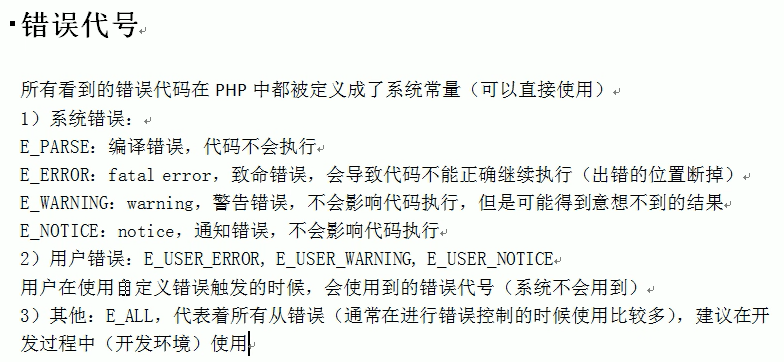 错误代号
所有看到的错误代码在 PHP 中都被定义成了系统常量（可以直接使用）
1）系统错误：
E_PARSE：编译错误，代码不会执行
E_ERROR：fatal error，致命错误，会导致代码不能正确继续执行（出错的位置断掉）
E_WARNING：warning，警告错误，不会影响代码执行，但是可能得到意想不到的结果
E_NOTICE：notice，通知错误，不会影响代码执行
2）用户错误：E_USER_ERROR, E_USER_WARNING, E_USER_NOTICE
用户在使用自定义错误触发的时候，会使用到的错误代号（系统不会用到）
3）其他：E_ALL，代表着所有从错误（通常在进行错误控制的时候使用比较多），建议在开
发过程中（开发环境）使用